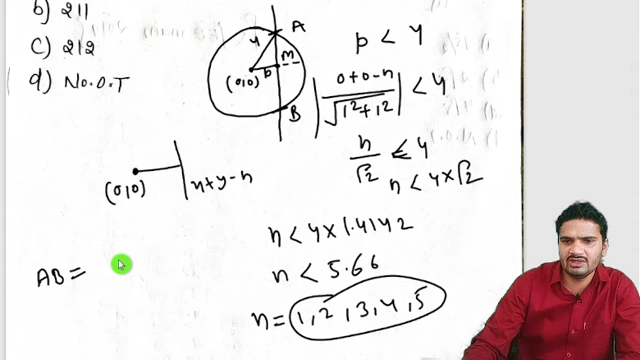 b) 211
c) 212
d) No.O.T
A
4
M
p
(0,0)
B
p < 4
|0+0-n / √1²+1²| < 4
n/√2 < 4
n < 4×√2
(0,0)
x+y-n
n < 4×1.4142
n < 5.66
n = 1,2,3,4,5
AB =